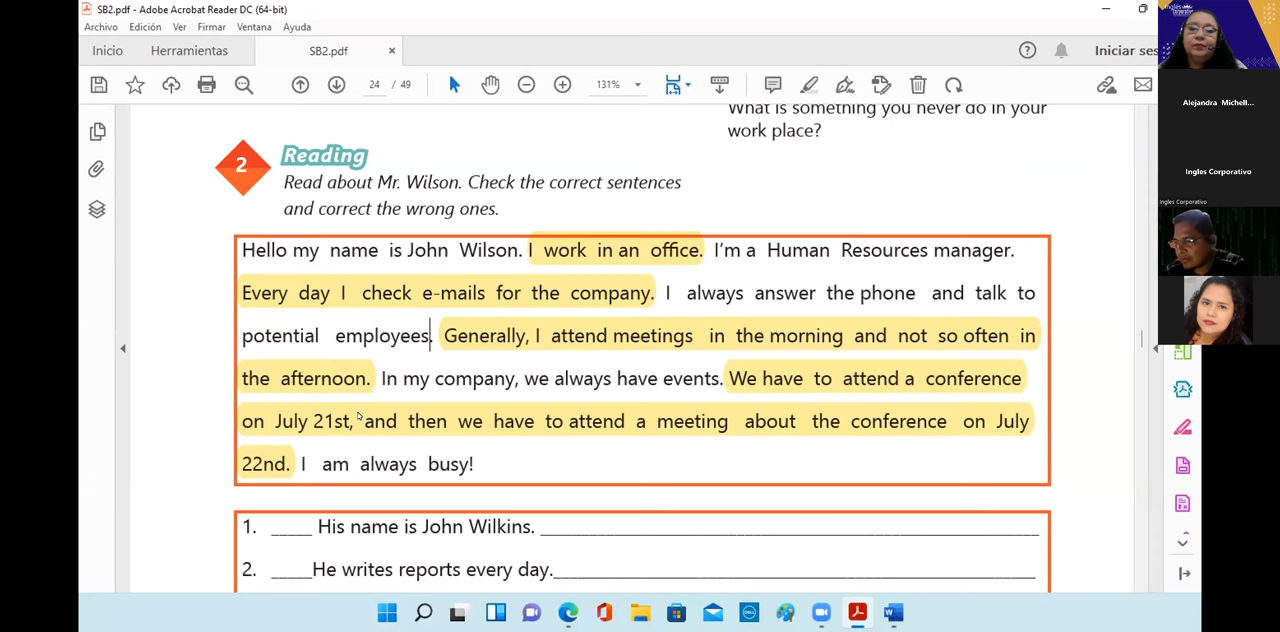 SB2.pdf - Adobe Acrobat Reader DC (64-bit)
Archivo Edición Ver Firmar Ventana Ayuda
Inicio Herramientas SB2.pdf × Iniciar ses
24 / 49 131%
What is something you never do in your
work place?
2 Reading
Read about Mr. Wilson. Check the correct sentences
and correct the wrong ones.
Hello my name is John Wilson. I work in an office. I'm a Human Resources manager.
Every day I check e-mails for the company. I always answer the phone and talk to
potential employees. Generally, I attend meetings in the morning and not so often in
the afternoon. In my company, we always have events. We have to attend a conference
on July 21st, and then we have to attend a meeting about the conference on July
22nd. I am always busy!
1. _____ His name is John Wilkins. ____________________
2. _____He writes reports every day.____________________
Inglés
corporativo
Alejandra Michell...
Ingles Corporativo
Ingles Corporativo
DELL
W